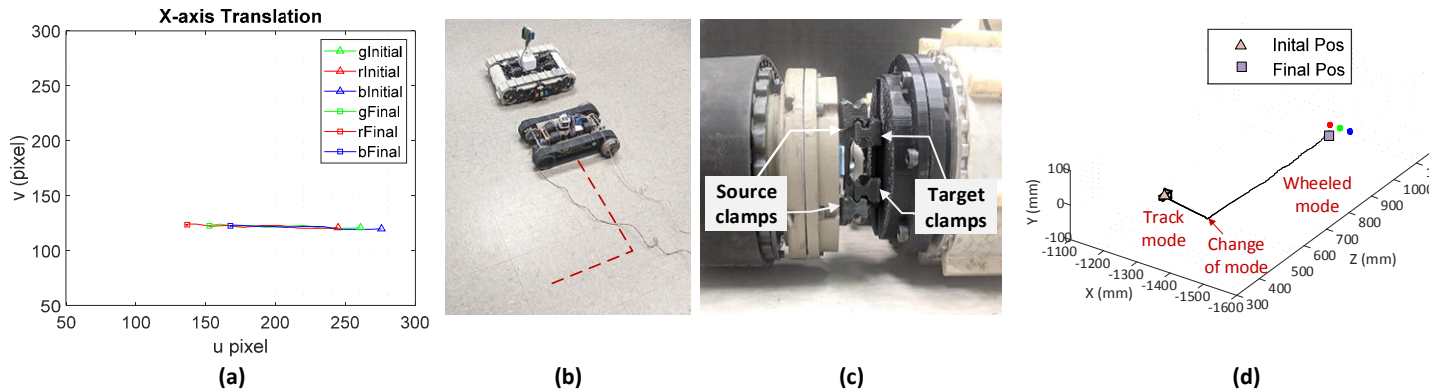 X-axis Translation
300
250
200
150
100
50
v (pixel)
50
100
150
200
250
300
u pixel
gInitial
rInitial
bInitial
gFinal
rFinal
bFinal
(a)
(b)
Source
clamps
Target
clamps
(c)
Inital Pos
Final Pos
100
0
-100
Y (mm)
-1100
-1200
-1300
-1400
-1500
-1600
X (mm)
300
400
500
600
700
800
900
1000
Z (mm)
Track
mode
Change
of mode
Wheeled
mode
(d)